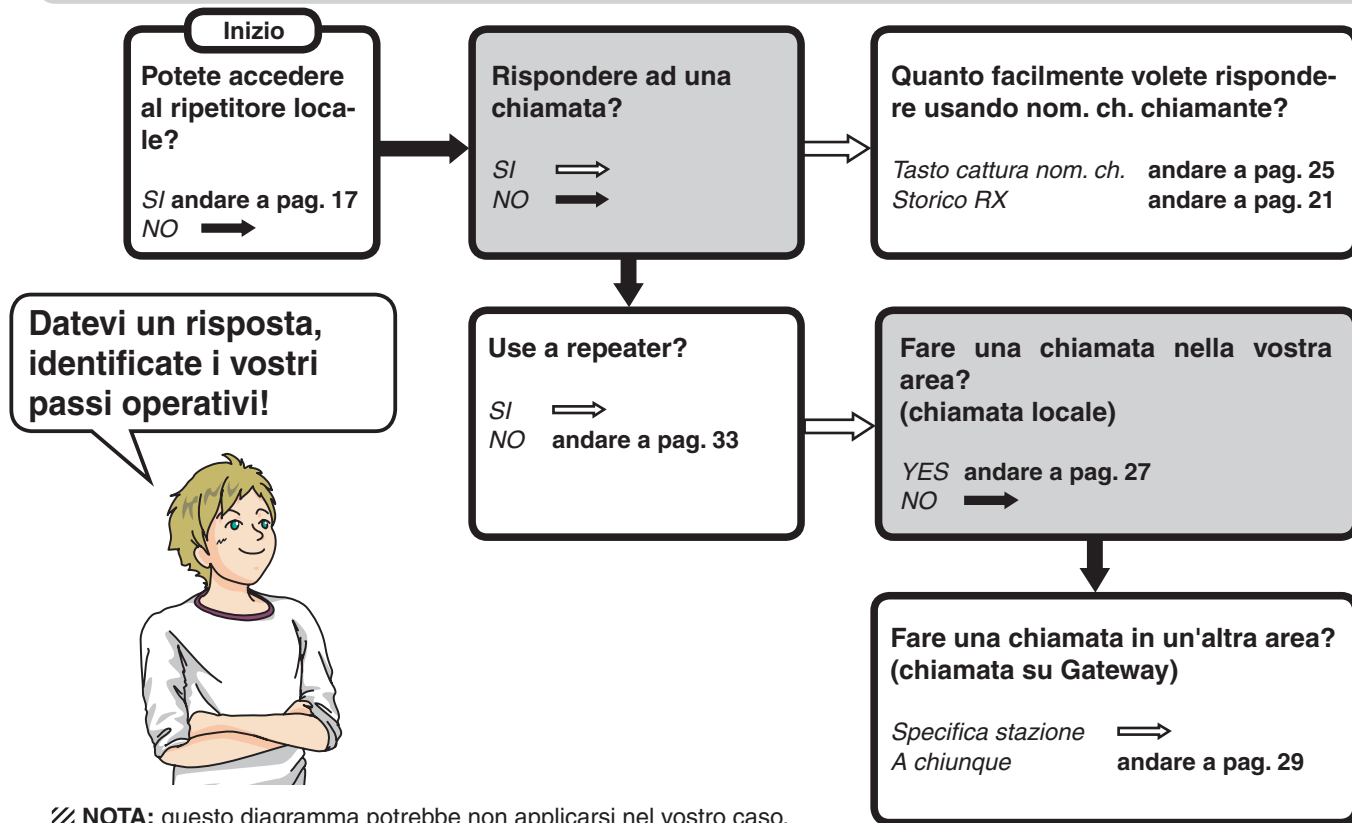 Inizio
Potete accedere
al ripetitore loca-
le?
SI andare a pag. 17
NO
Rispondere ad una
chiamata?
SI
NO
Quanto facilmente volete risponde-
re usando nom. ch. chiamante?
Tasto cattura nom. ch. andare a pag. 25
Storico RX andare a pag. 21
Datevi un risposta,
identificate i vostri
passi operativi!
Use a repeater?
SI
NO andare a pag. 33
Fare una chiamata nella vostra
area?
(chiamata locale)
YES andare a pag. 27
NO
Fare una chiamata in un'altra area?
(chiamata su Gateway)
Specifica stazione
A chiunque andare a pag. 29
NOTA: questo diagramma potrebbe non applicarsi nel vostro caso.